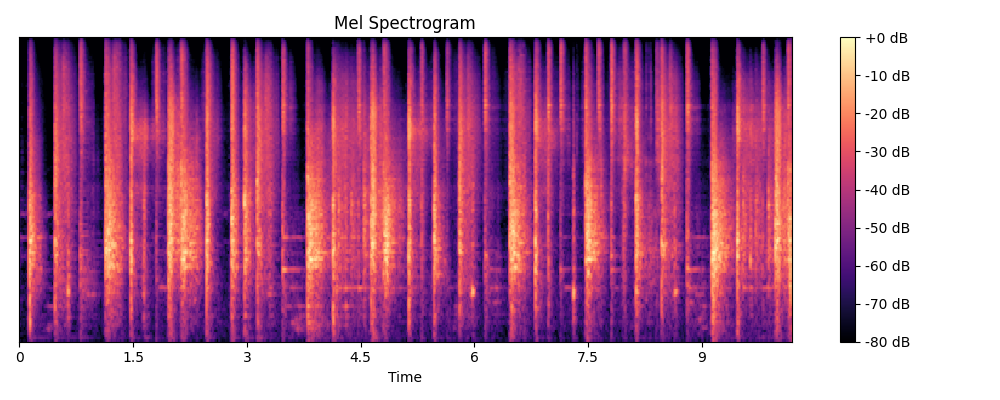 Mel Spectrogram
+0 dB
-10 dB
-20 dB
-30 dB
-40 dB
-50 dB
-60 dB
-70 dB
-80 dB
0 1.5 3 4.5 6 7.5 9
Time